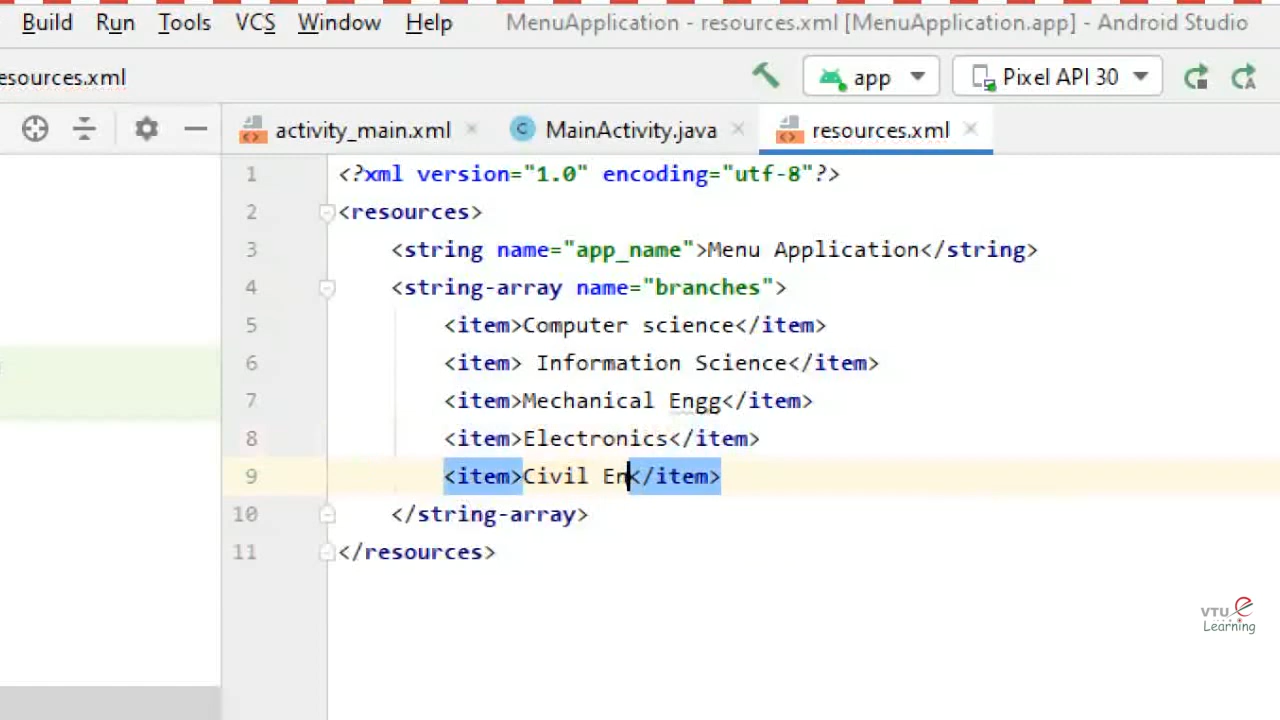 Build Run Tools VCS Window Help MenuApplication - resources.xml [MenuApplication.app] - Android Studio
esources.xml app Pixel API 30
activity_main.xml MainActivity.java resources.xml
1 <?xml version="1.0" encoding="utf-8"?>
2 <resources>
3 <string name="app_name">Menu Application</string>
4 <string-array name="branches">
5 <item>Computer science</item>
6 <item> Information Science</item>
7 <item>Mechanical Engg</item>
8 <item>Electronics</item>
9 <item>Civil En</item>
10 </string-array>
11 </resources>
VTU e
Learning